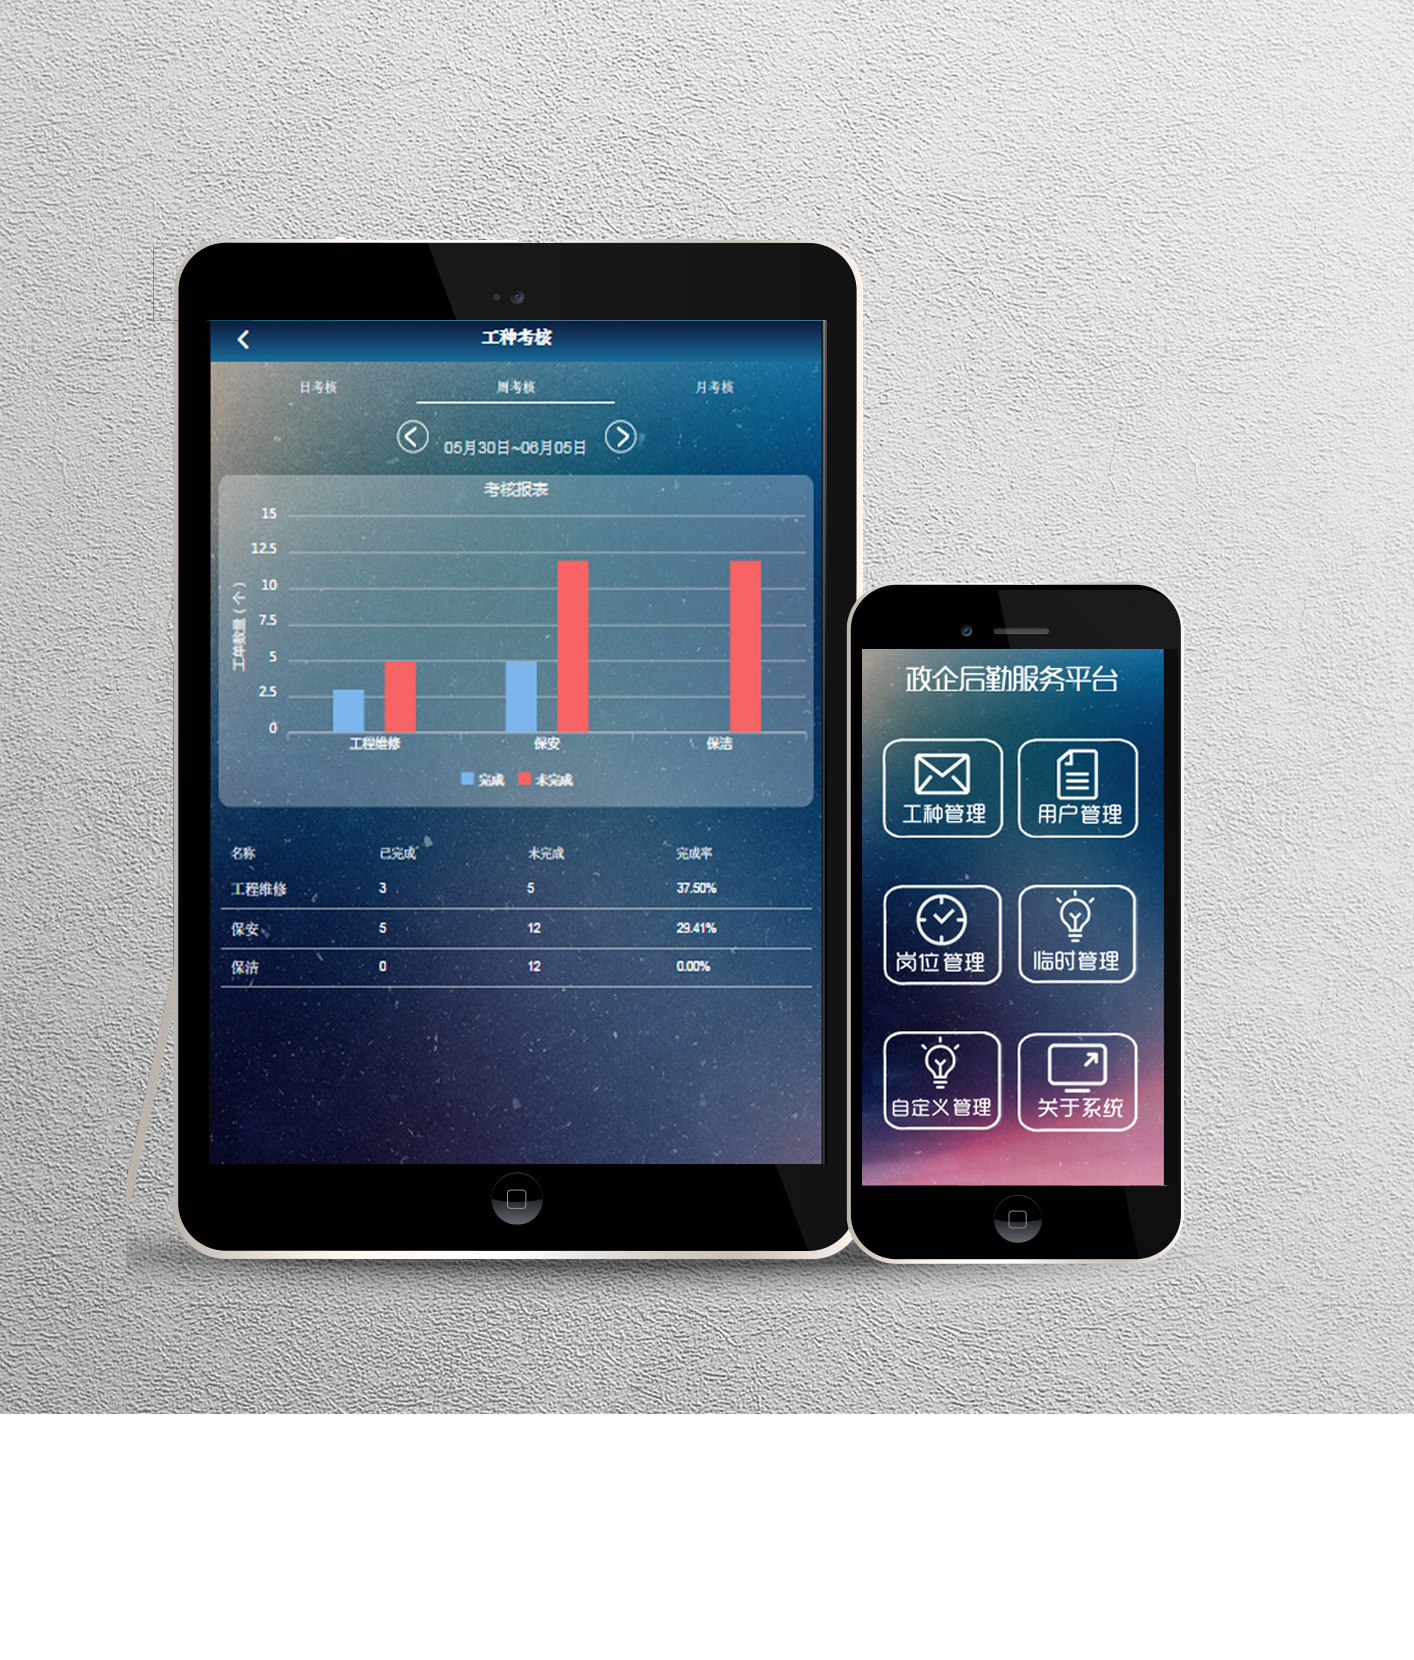 工种考核
日考核 周考核 月考核
05月30日~06月05日
考核报表
15
12.5
10
7.5
5
2.5
0
工单数量（个）
工程维修 保安 保洁
完成 未完成
名称 已完成 未完成 完成率
工程维修 3 5 37.50%
保安 5 12 29.41%
保洁 0 12 0.00%
政企后勤服务平台
工种管理 用户管理
岗位管理 临时管理
自定义管理 关于系统